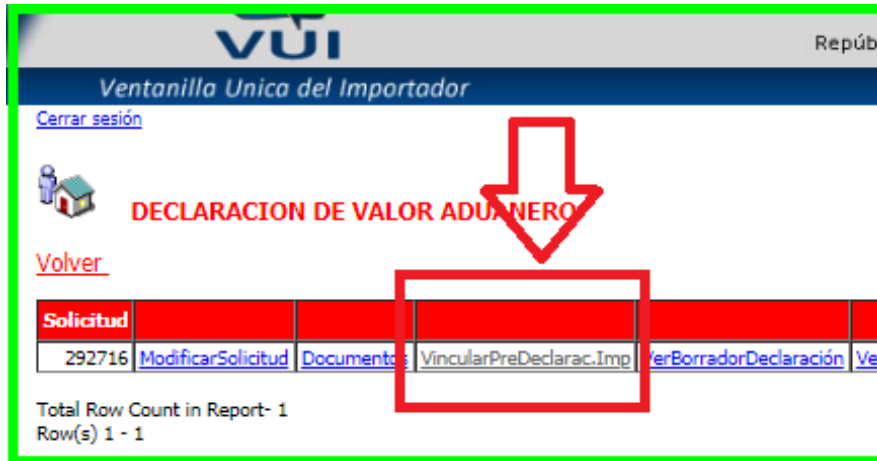 VUI
Repúb
Ventanilla Unica del Importador
Cerrar sesión
DECLARACION DE VALOR ADUANERO
Volver
Solicitud
292716 ModificarSolicitud Documentos VincularPreDeclarac.Imp VerBorradorDeclaración Ve
Total Row Count in Report- 1
Row(s) 1 - 1